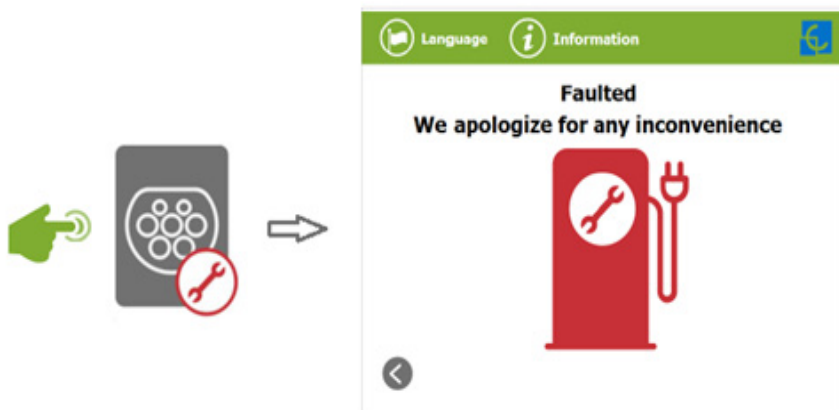 Language
Information
Faulted
We apologize for any inconvenience